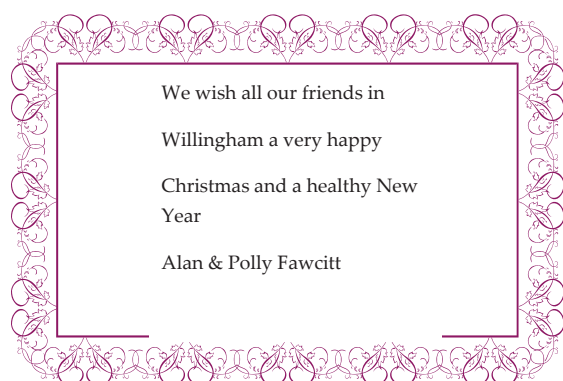 We wish all our friends in
Willingham a very happy
Christmas and a healthy New
Year
Alan & Polly Fawcitt